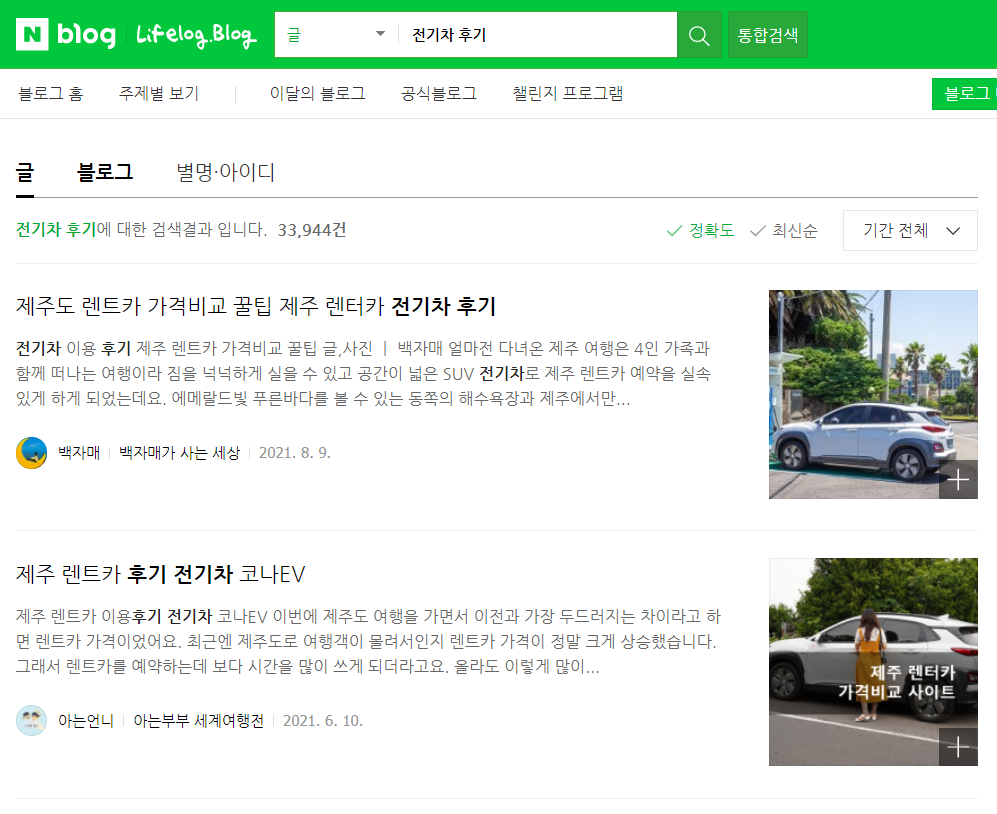 N blog Lifelog.Blog 글 전기차 후기 통합검색
블로그 홈 주제별 보기 이달의 블로그 공식블로그 챌린지 프로그램 블로그
글 블로그 별명·아이디
전기차 후기에 대한 검색결과 입니다. 33,944건 정확도 최신순 기간 전체
제주도 렌트카 가격비교 꿀팁 제주 렌터카 전기차 후기
전기차 이용 후기 제주 렌트카 가격비교 꿀팁 글,사진 ㅣ 백자매 얼마전 다녀온 제주 여행은 4인 가족과
함께 떠나는 여행이라 짐을 넉넉하게 실을 수 있고 공간이 넓은 SUV 전기차로 제주 렌트카 예약을 실속
있게 하게 되었는데요. 에메랄드빛 푸른바다를 볼 수 있는 동쪽의 해수욕장과 제주에서만...
백자매 백자매가 사는 세상 2021. 8. 9.
제주 렌트카 후기 전기차 코나EV
제주 렌트카 이용후기 전기차 코나EV 이번에 제주도 여행을 가면서 이전과 가장 두드러지는 차이라고 하
면 렌트카 가격이었어요. 최근엔 제주도로 여행객이 몰려서인지 렌트카 가격이 정말 크게 상승했습니다.
그래서 렌트카를 예약하는데 보다 시간을 많이 쓰게 되더라고요. 올라도 이렇게 많이...
제주 렌터카
가격비교 사이트
아는언니 아는부부 세계여행전 2021. 6. 10.